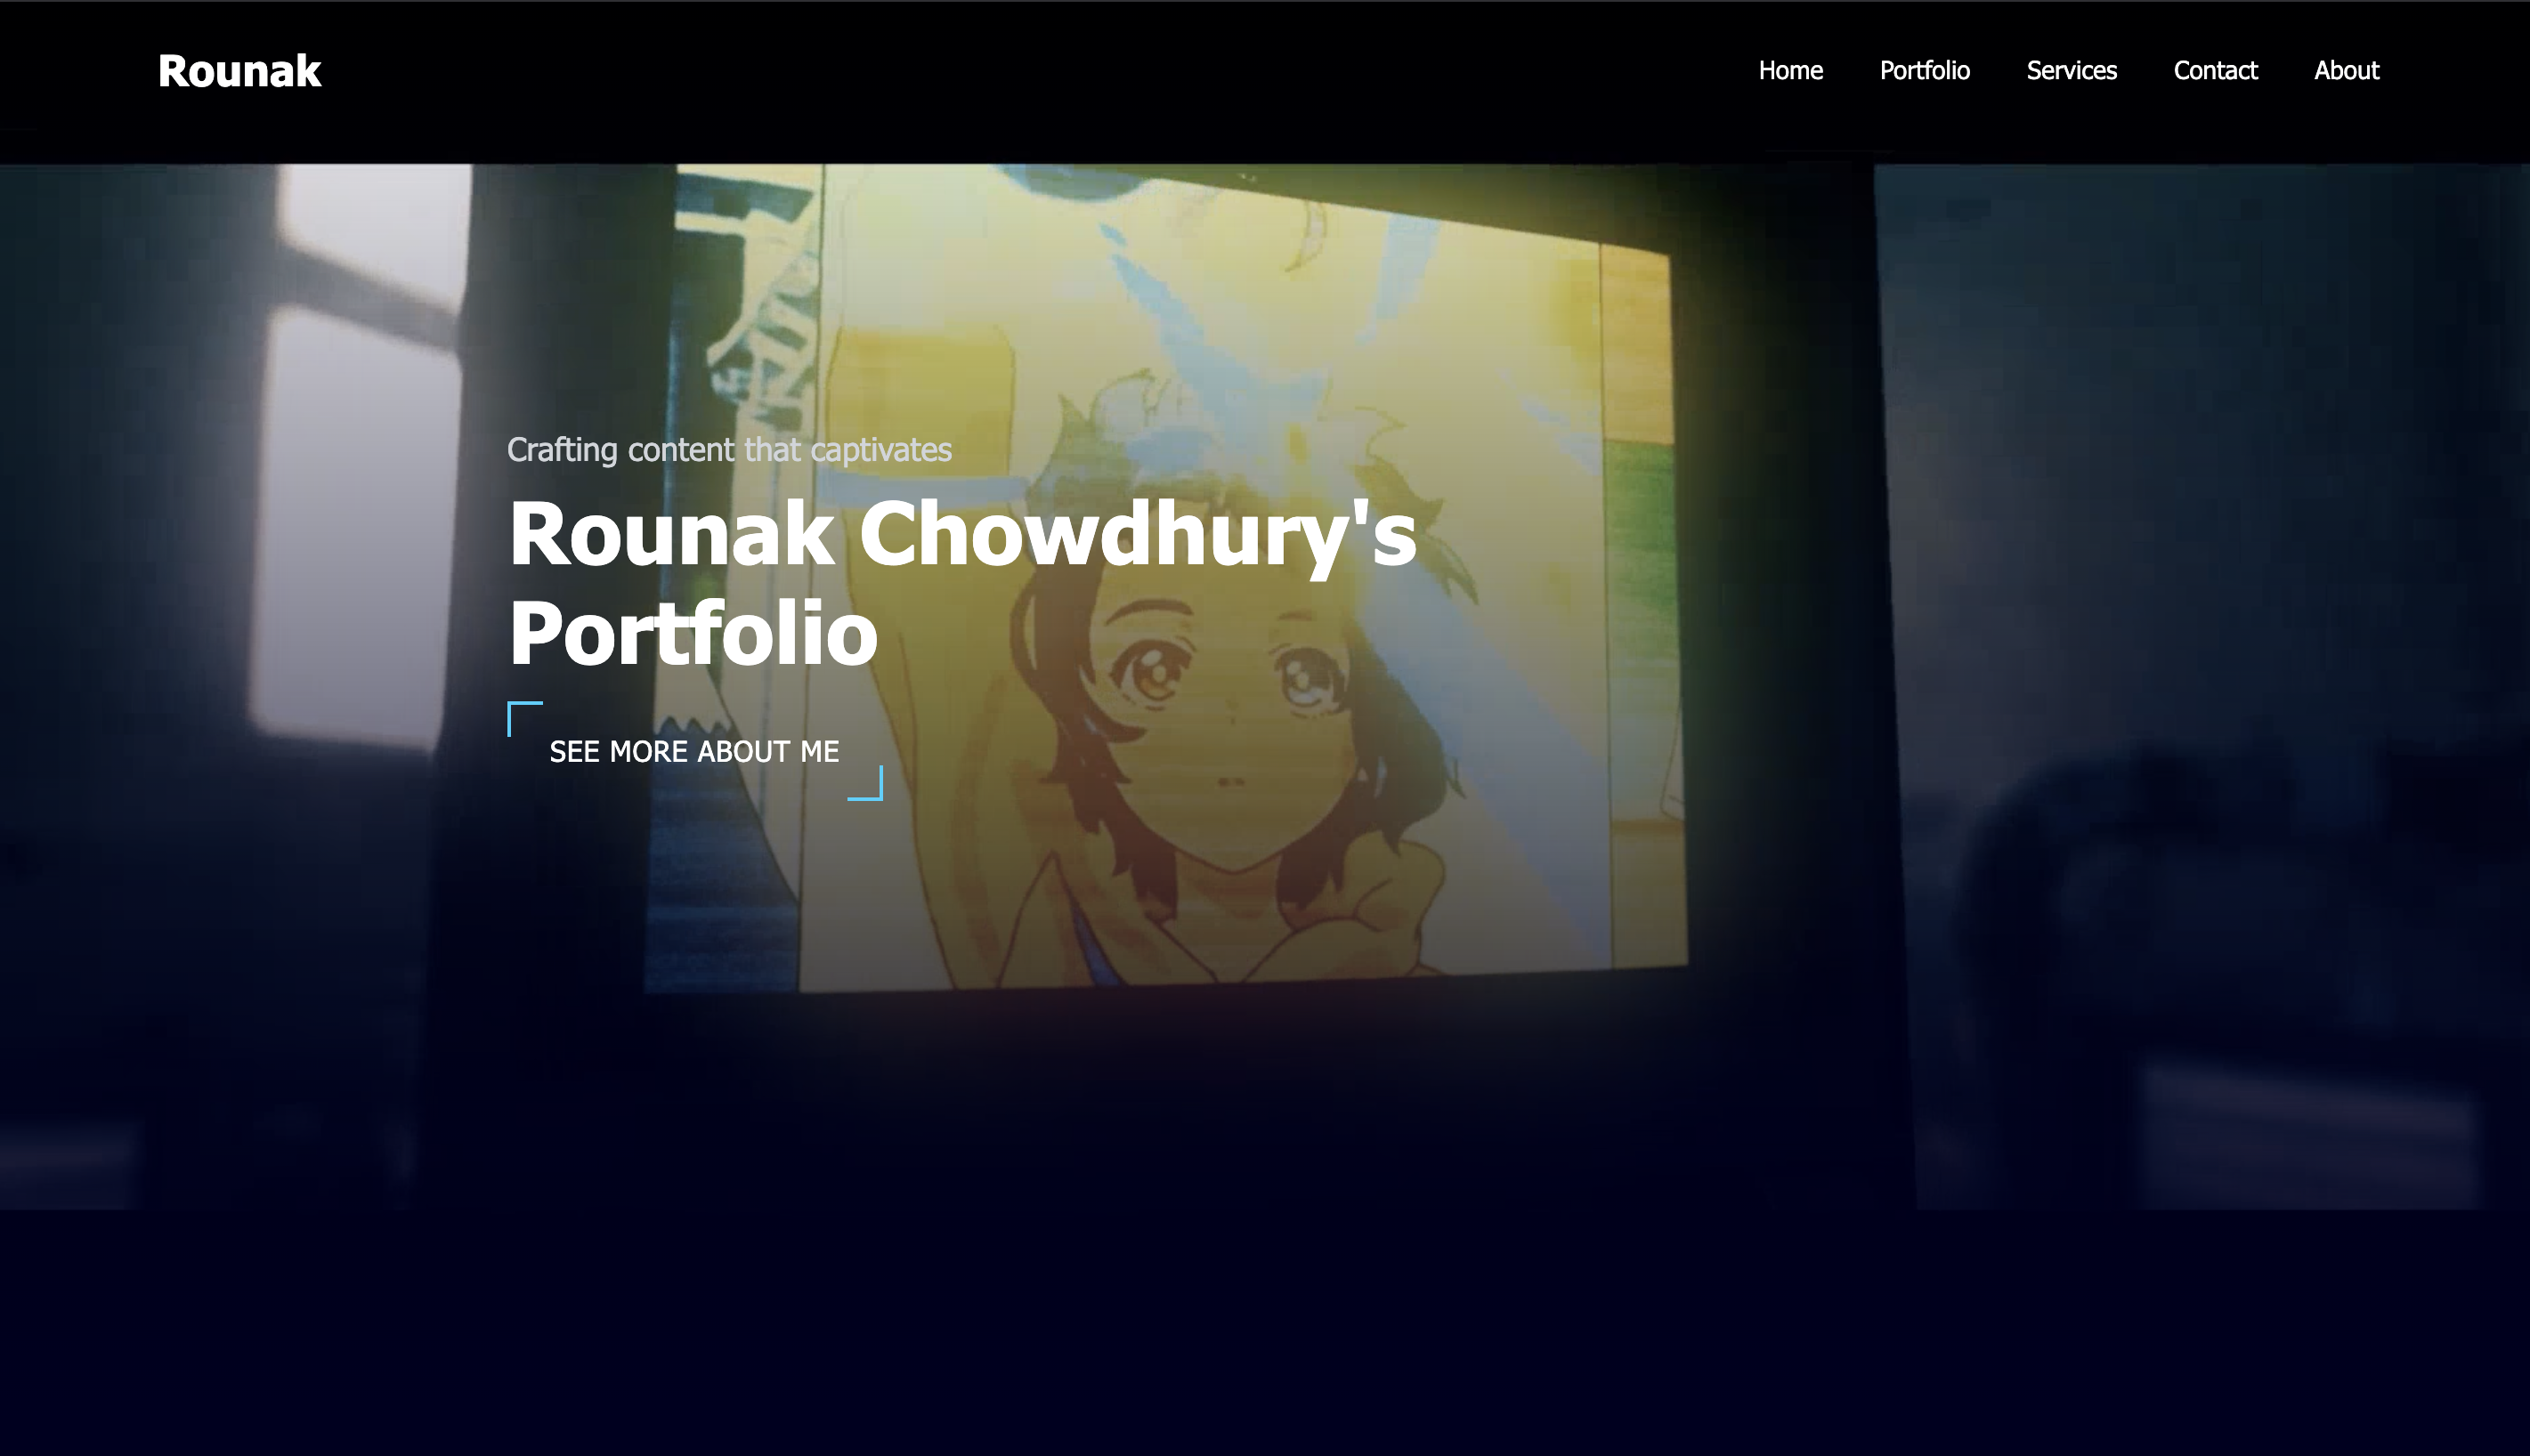 Rounak
Home Portfolio Services Contact About
Crafting content that captivates
Rounak Chowdhury's
Portfolio
SEE MORE ABOUT ME